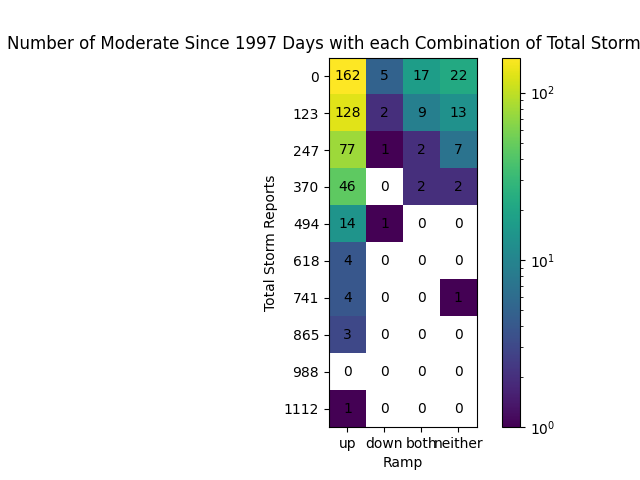 Number of Moderate Since 1997 Days with each Combination of Total Storm
Total Storm Reports
0 162 5 17 22
123 128 2 9 13
247 77 1 2 7
370 46 0 2 2
494 14 1 0 0
618 4 0 0 0
741 4 0 0 1
865 3 0 0 0
988 0 0 0 0
1112 1 0 0 0
up down both neither
Ramp
10²
10¹
10⁰